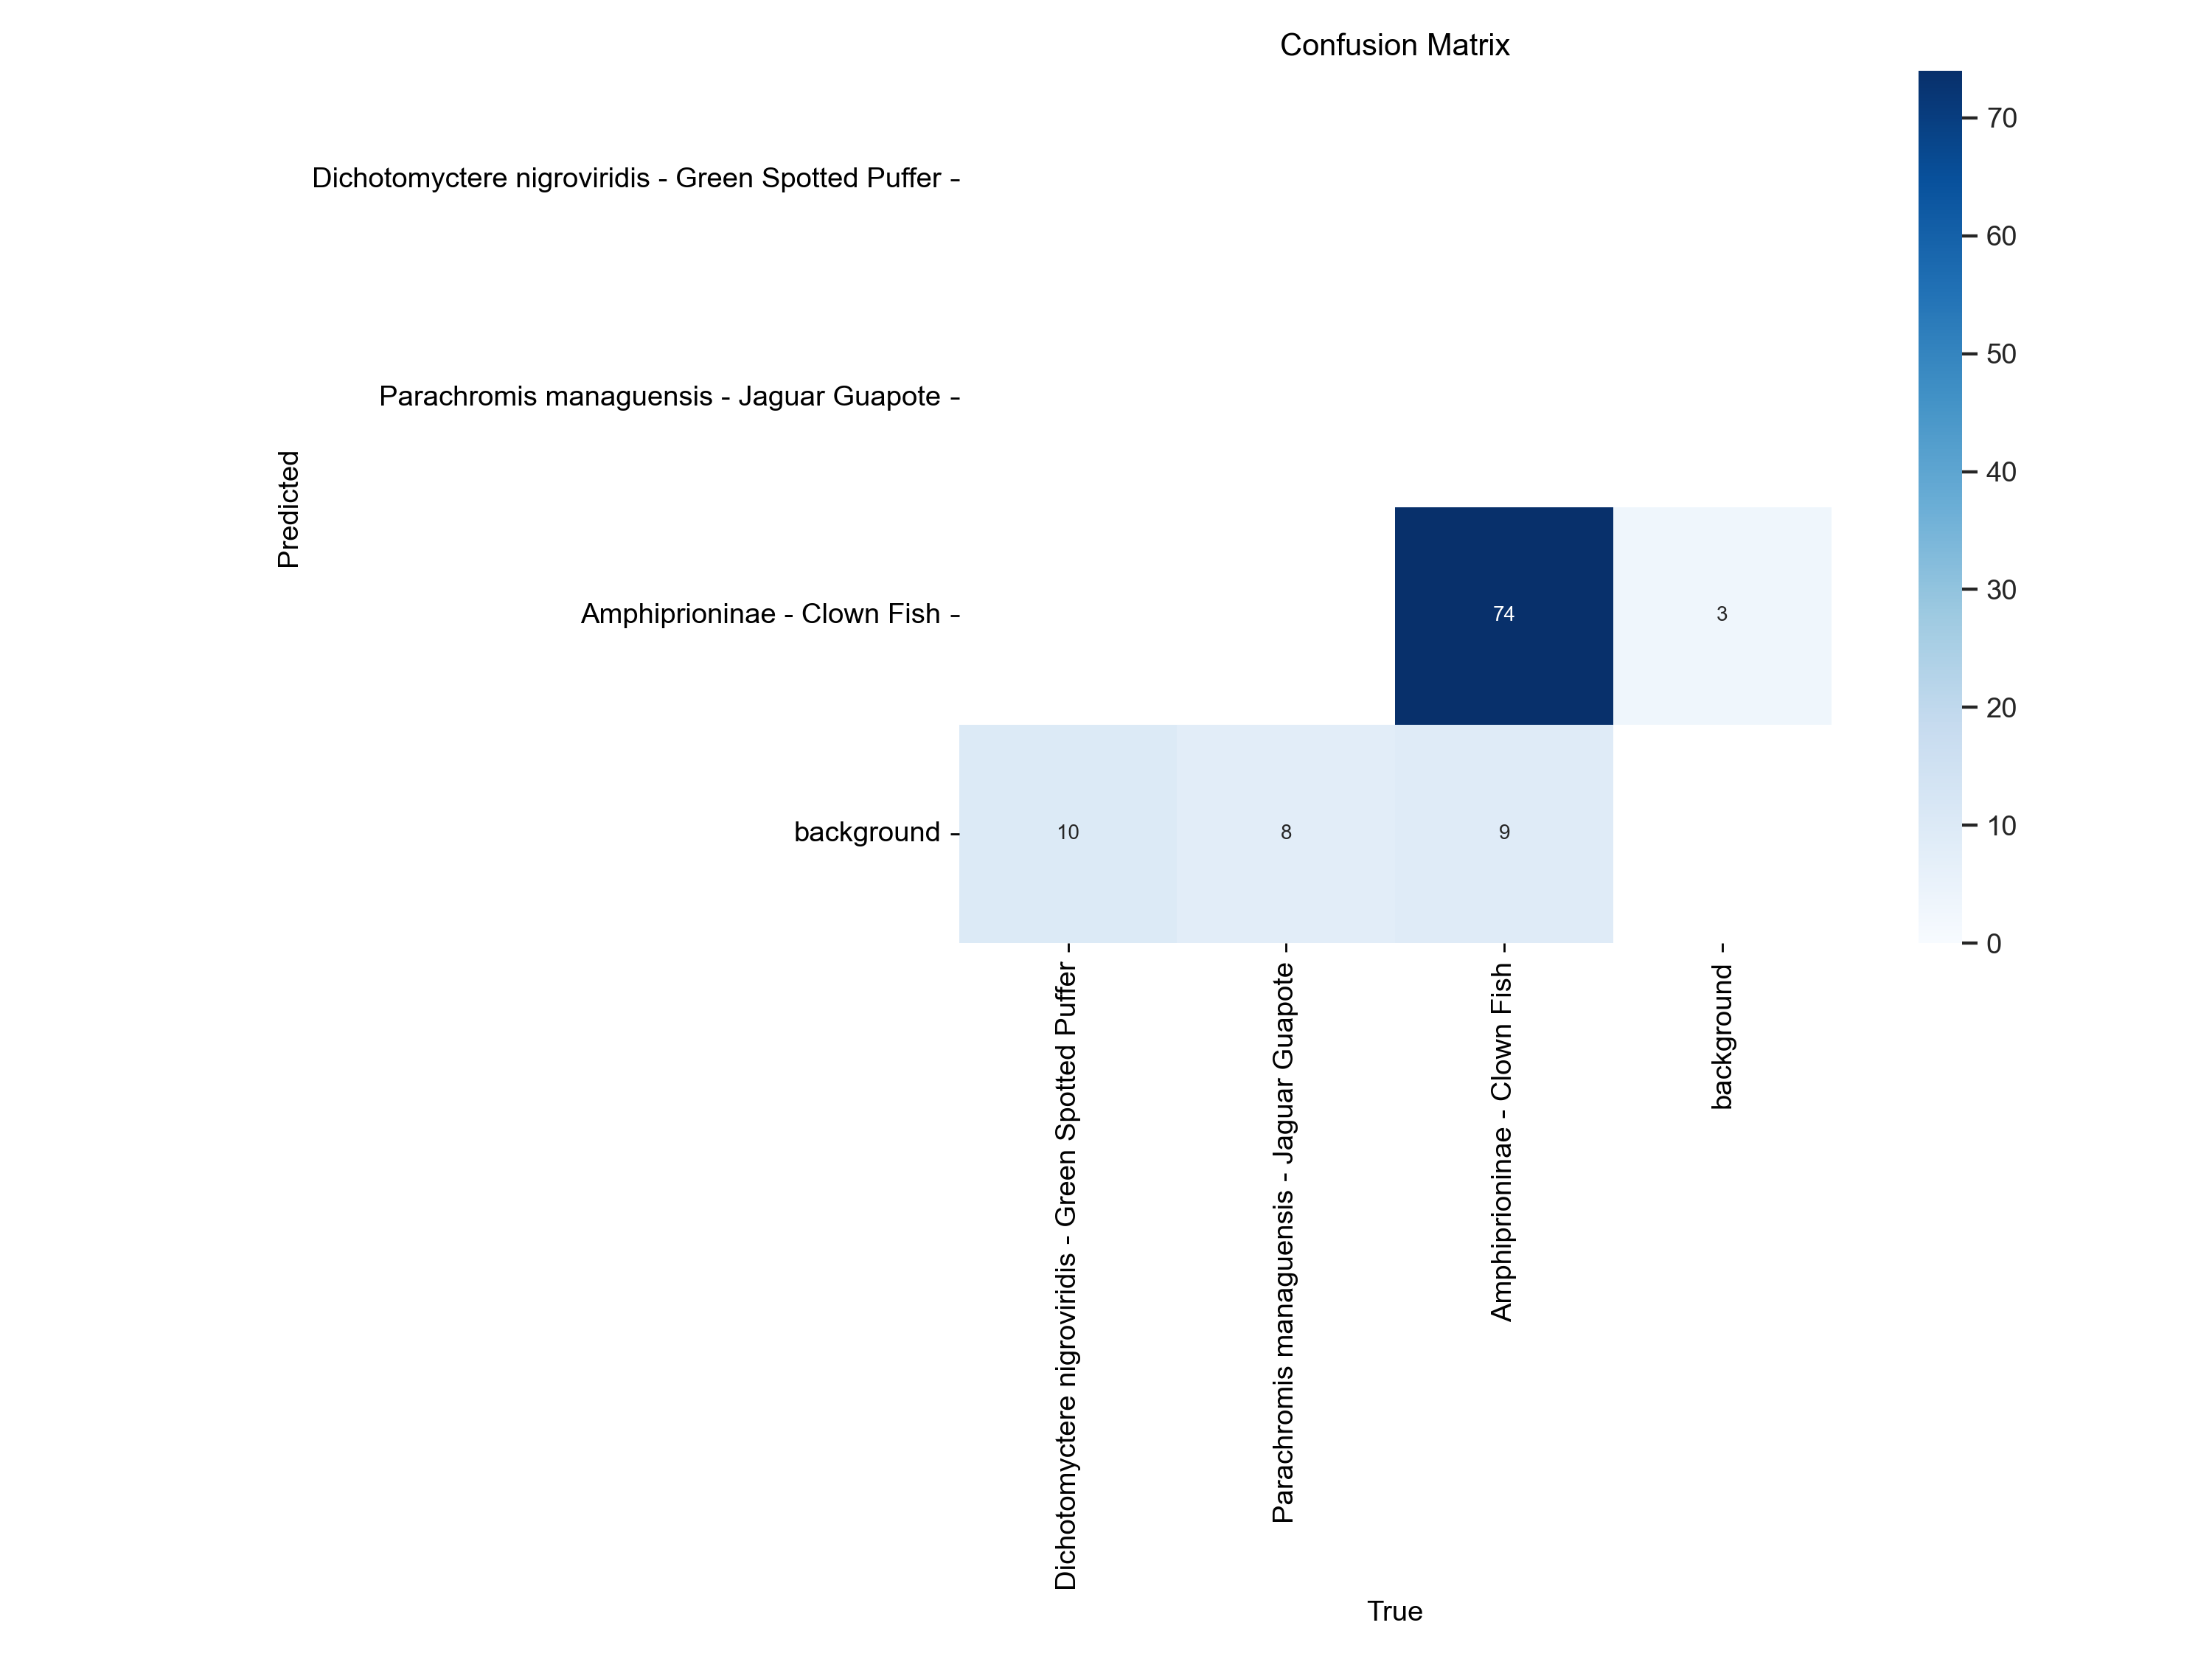 Confusion Matrix
Dichotomyctere nigroviridis - Green Spotted Puffer
Parachromis managuensis - Jaguar Guapote
Amphiprioninae - Clown Fish
background
Predicted
74
3
10
8
9
Dichotomyctere nigroviridis - Green Spotted Puffer
Parachromis managuensis - Jaguar Guapote
Amphiprioninae - Clown Fish
background
True
70
60
50
40
30
20
10
0